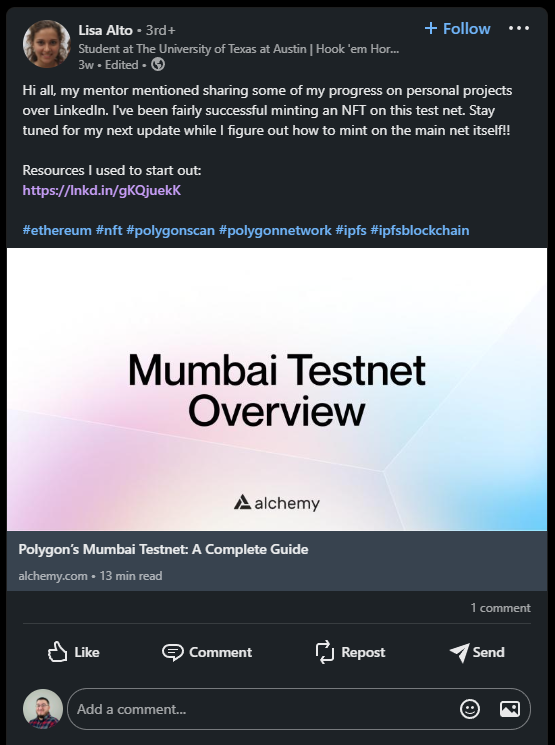 Lisa Alto • 3rd+
+ Follow
Student at The University of Texas at Austin | Hook 'em Hor...
3w • Edited •
Hi all, my mentor mentioned sharing some of my progress on personal projects
over LinkedIn. I've been fairly successful minting an NFT on this test net. Stay
tuned for my next update while I figure out how to mint on the main net itself!!
Resources I used to start out:
https://lnkd.in/gKQjuekK
#ethereum #nft #polygonscan #polygonnetwork #ipfs #ipfsblockchain
Mumbai Testnet
Overview
alchemy
Polygon's Mumbai Testnet: A Complete Guide
alchemy.com • 13 min read
1 comment
Like
Comment
Repost
Send
Add a comment...